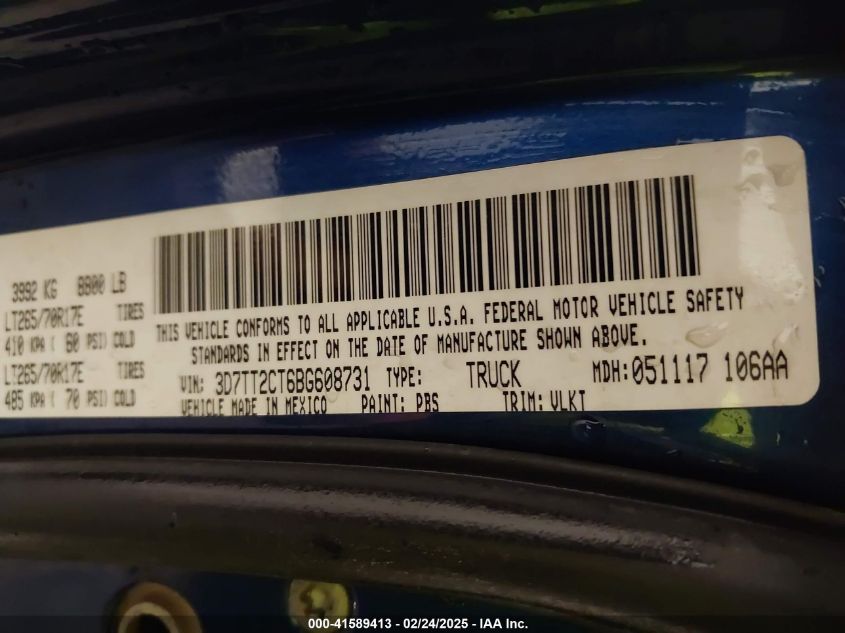 3992 KG 8800 LB
LT265/70R17E TIRES
410 KPA ( 60 PSI) COLD
LT265/70R17E TIRES
485 KPA ( 70 PSI) COLD
THIS VEHICLE CONFORMS TO ALL APPLICABLE U.S.A. FEDERAL MOTOR VEHICLE SAFETY
STANDARDS IN EFFECT ON THE DATE OF MANUFACTURE SHOWN ABOVE.
VIN: 3D7TT2CT6BG608731 TYPE: TRUCK MDH:051117 106AA
VEHICLE MADE IN MEXICO PAINT: PBS TRIM: VLKT
000-41589413 - 02/24/2025 - IAA Inc.